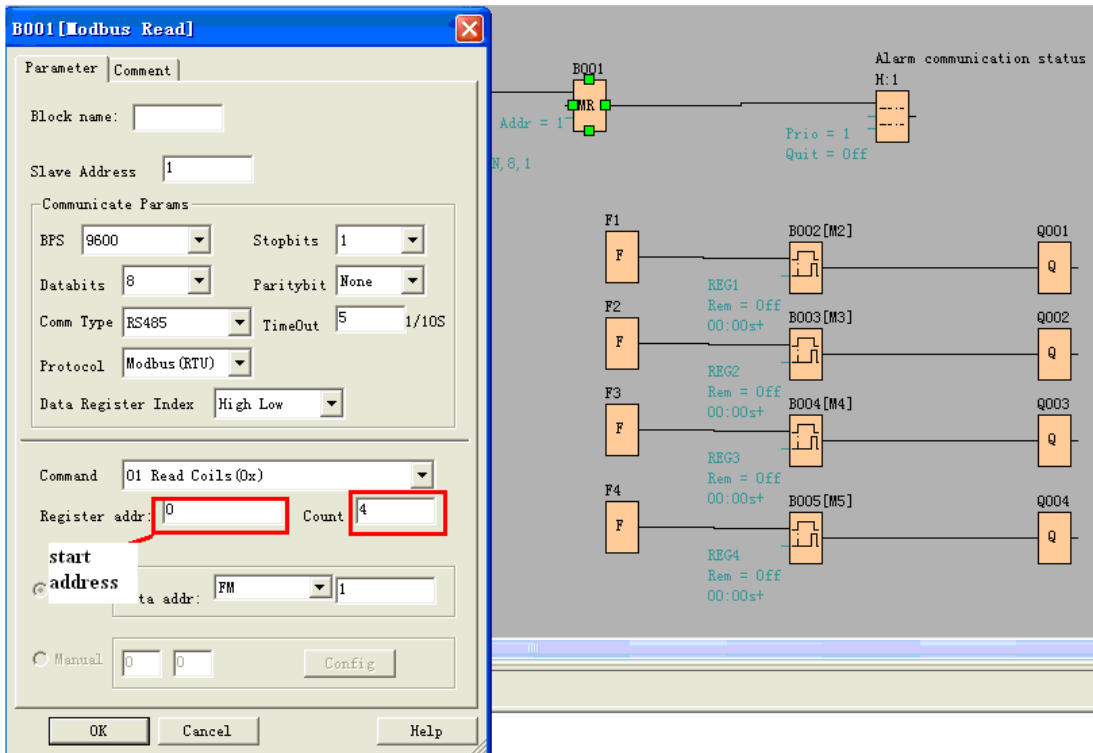 B001[Modbus Read]
Parameter
Comment
Block name:
Slave Address 1
Communicate Params
BPS 9600 Stopbits 1
Databits 8 Paritybit None
Comm Type RS485 TimeOut 5 1/10S
Protocol Modbus(RTU)
Data Register Index High Low
Command 01 Read Coils(0x)
Register addr: 0 Count 4
start
address
ta addr: FM 1
Manual 0 0 Config
OK Cancel Help
B001
MR
Addr = 1
N,8,1
Alarm communication status
H:1
Prio = 1
Quit = Off
F1
F
B002[M2]
REG1
Rem = Off
00:00s+
Q001
Q
F2
F
B003[M3]
REG2
Rem = Off
00:00s+
Q002
Q
F3
F
B004[M4]
REG3
Rem = Off
00:00s+
Q003
Q
F4
F
B005[M5]
REG4
Rem = Off
00:00s+
Q004
Q